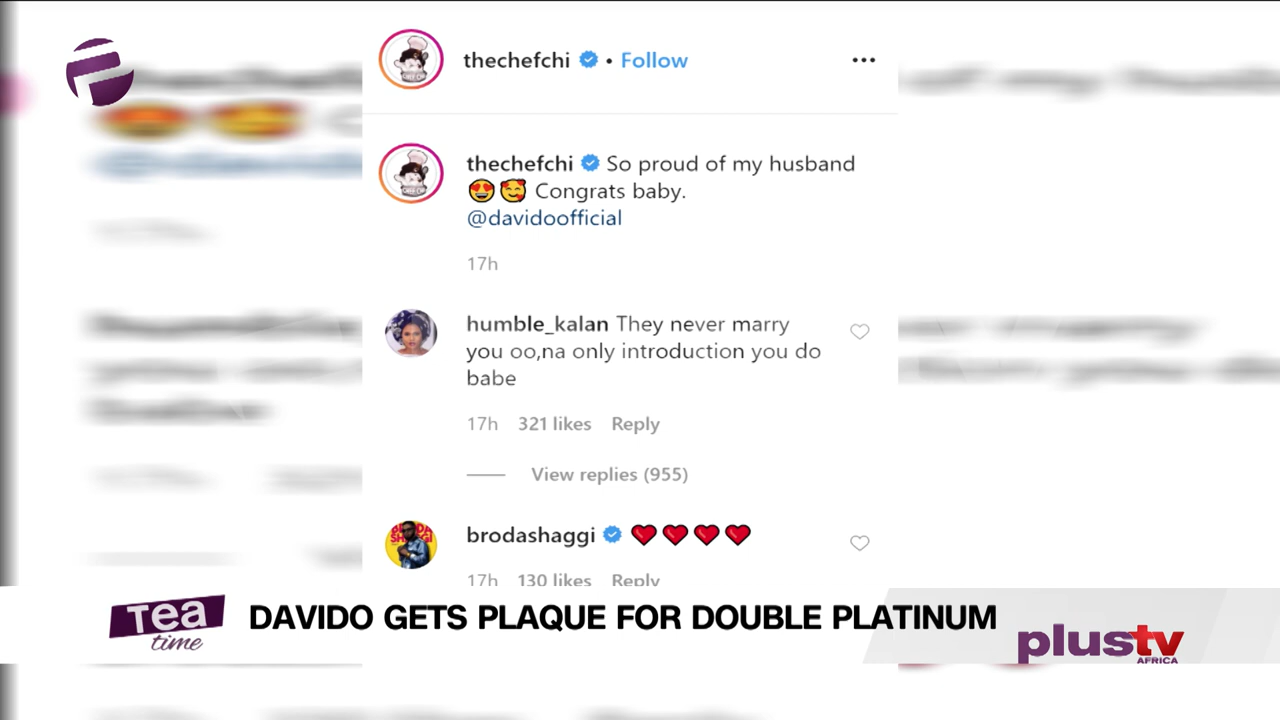 thechefchi • Follow
thechefchi So proud of my husband
😍🥰 Congrats baby.
@davidoofficial
17h
humble_kalan They never marry
you oo,na only introduction you do
babe
17h 321 likes Reply
View replies (955)
brodashaggi ❤️❤️❤️❤️
17h 130 likes Reply
Tea
time
DAVIDO GETS PLAQUE FOR DOUBLE PLATINUM
plustv
AFRICA